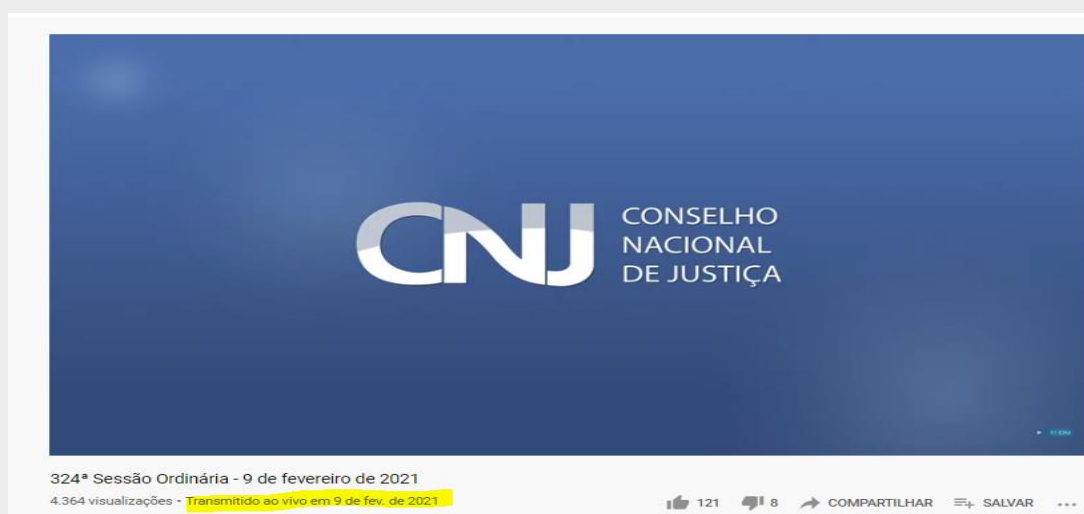 CNJ
CONSELHO
NACIONAL
DE JUSTIÇA
324ª Sessão Ordinária - 9 de fevereiro de 2021
4.364 visualizações • Transmitido ao vivo em 9 de fev. de 2021
121 8 COMPARTILHAR SALVAR ...